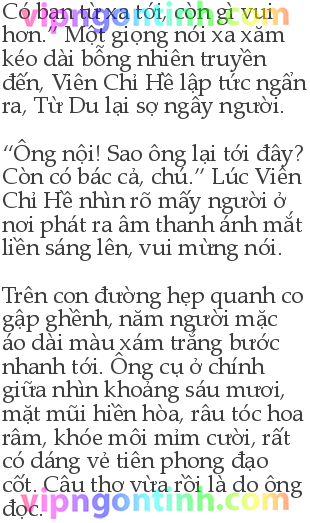 Có bạn từ xa tới, còn gì vui
vipngontinh.com
hơn.” Một giọng nói xa xăm
kéo dài bỗng nhiên truyền
đến, Viên Chỉ Hề lập tức ngẩn
ra, Từ Du lại sợ ngây người.
“Ông nội! Sao ông lại tới đây?
Còn có bác cả, chú.” Lúc Viên
Chỉ Hề nhìn rõ mấy người ở
nơi phát ra âm thanh ánh mắt
liền sáng lên, vui mừng nói.
Trên con đường hẹp quanh co
gập ghềnh, năm người mặc
áo dài màu xám trắng bước
nhanh tới. Ông cụ ở chính
giữa nhìn khoảng sáu mươi,
mặt mũi hiền hòa, râu tóc hoa
râm, khóe môi mỉm cười, rất
có dáng vẻ tiên phong đạo
cốt. Câu thơ vừa rồi là do ông
vipngontinh.com
đọc.